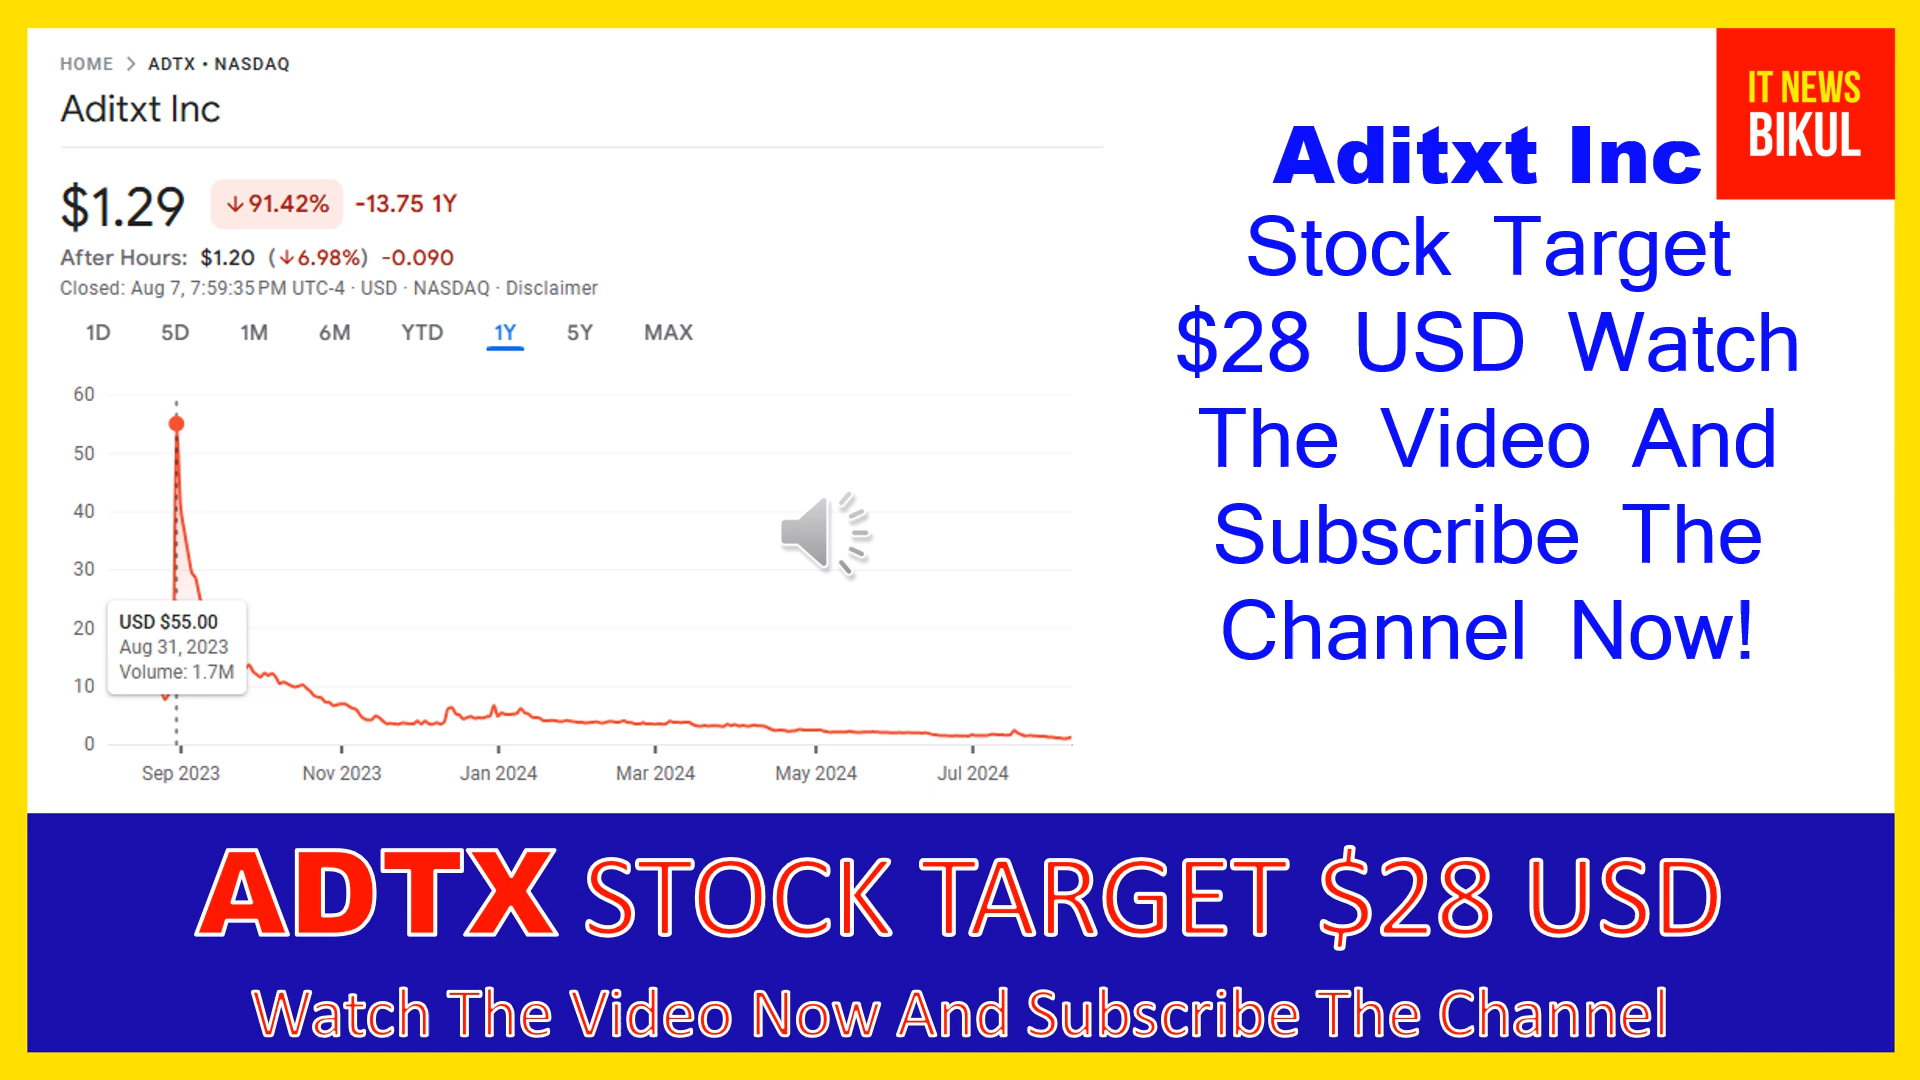 HOME > ADTX • NASDAQ
Aditxt Inc
$1.29 ↓91.42% -13.75 1Y
After Hours: $1.20 (↓6.98%) -0.090
Closed: Aug 7, 7:59:35 PM UTC-4 · USD · NASDAQ · Disclaimer
1D 5D 1M 6M YTD 1Y 5Y MAX
60
50
40
30
20
10
0
USD $55.00
Aug 31, 2023
Volume: 1.7M
Sep 2023 Nov 2023 Jan 2024 Mar 2024 May 2024 Jul 2024
IT NEWS
BIKUL
Aditxt Inc
Stock Target
$28 USD Watch
The Video And
Subscribe The
Channel Now!
ADTX STOCK TARGET $28 USD
Watch The Video Now And Subscribe The Channel